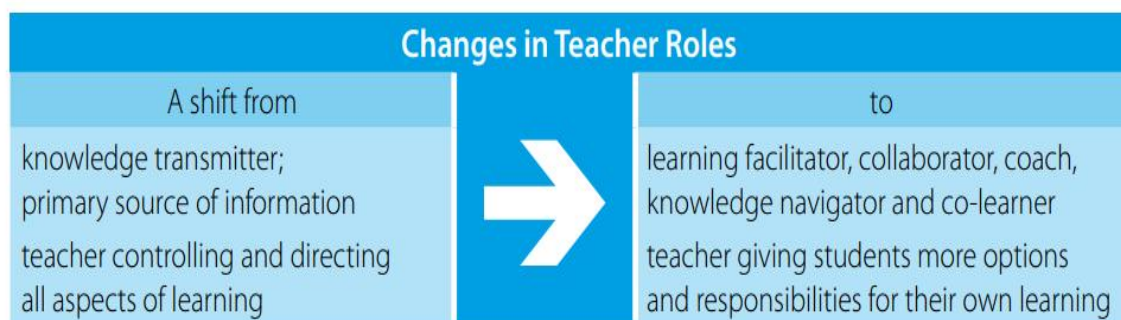 Changes in Teacher Roles
A shift from
to
knowledge transmitter;
primary source of information
learning facilitator, collaborator, coach,
knowledge navigator and co-learner
teacher controlling and directing
all aspects of learning
teacher giving students more options
and responsibilities for their own learning